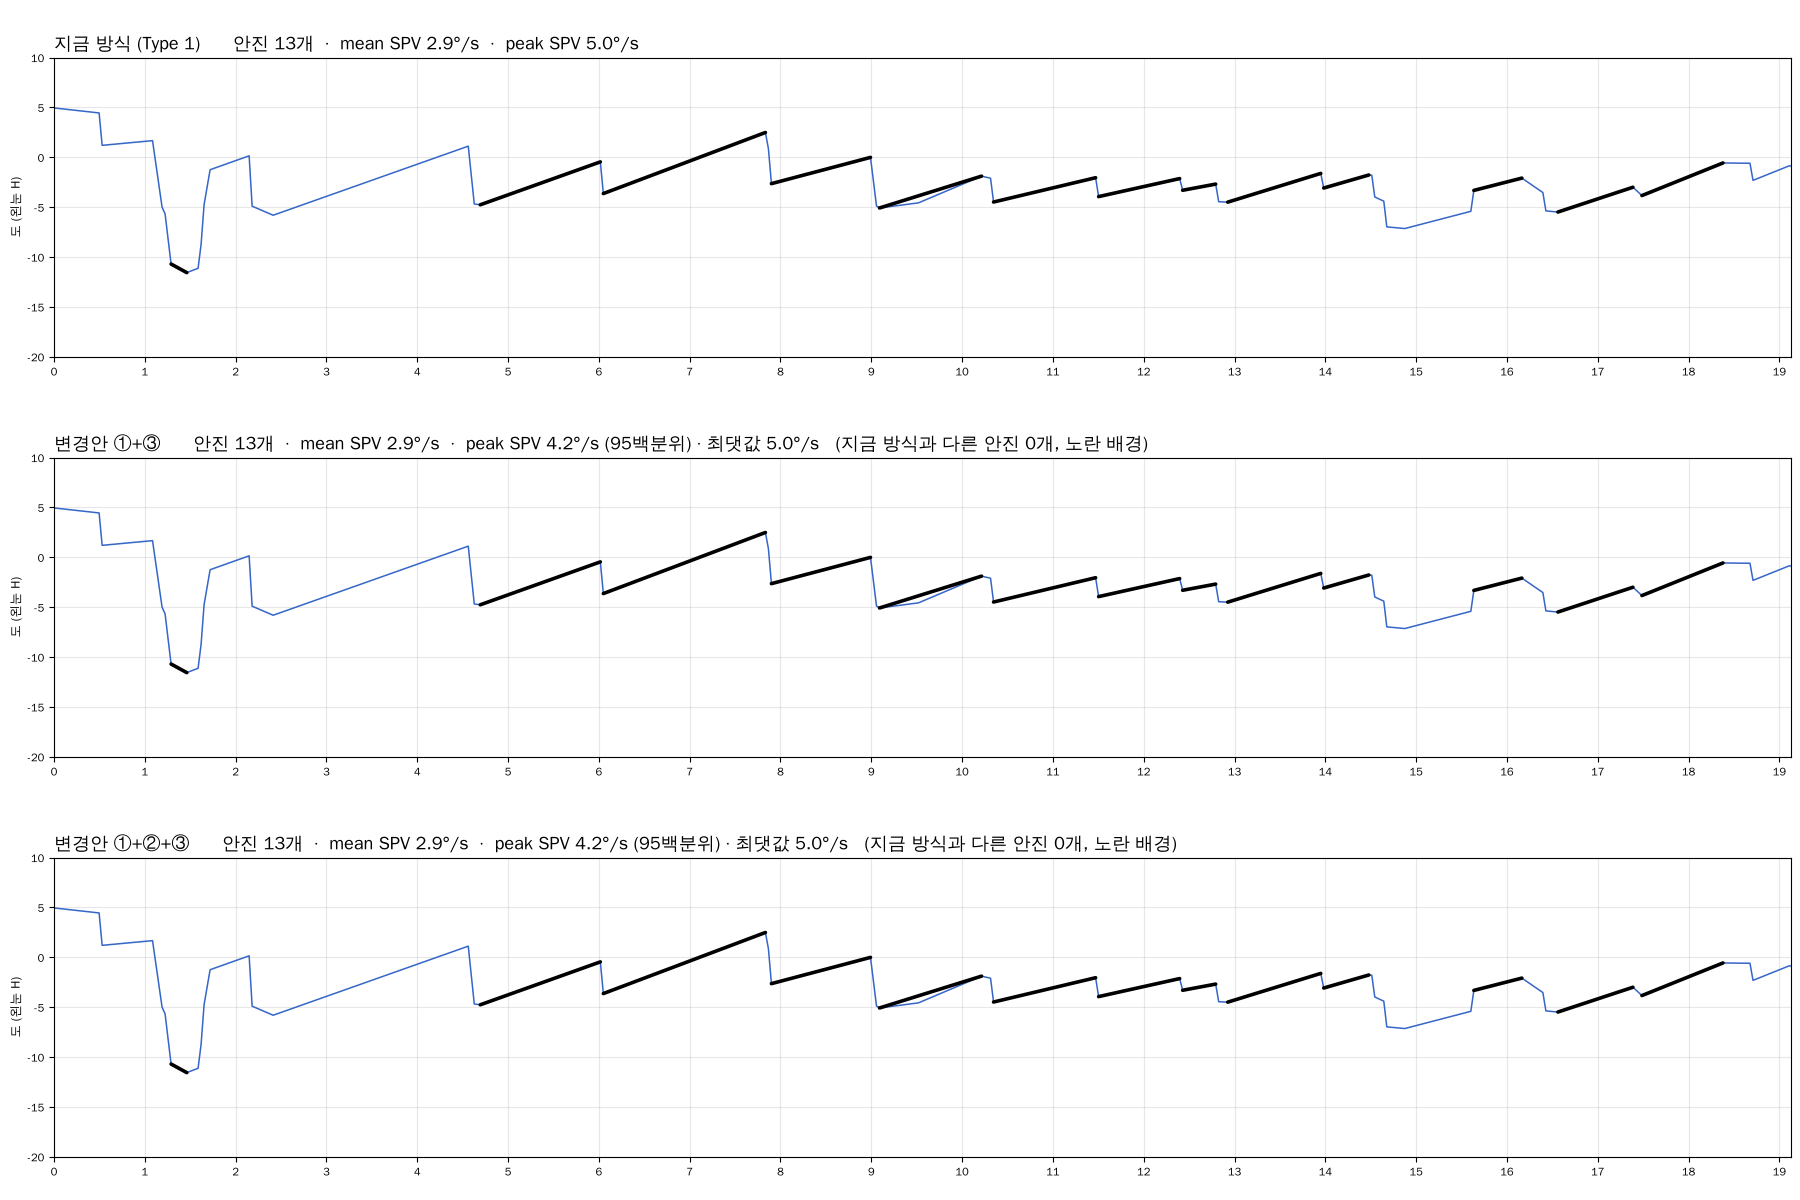 지금 방식 (Type 1) 안진 13개 · mean SPV 2.9°/s · peak SPV 5.0°/s
10
5
0
-5
-10
-15
-20
도 (왼눈 H)
0 1 2 3 4 5 6 7 8 9 10 11 12 13 14 15 16 17 18 19
변경안 ①+③ 안진 13개 · mean SPV 2.9°/s · peak SPV 4.2°/s (95백분위) · 최댓값 5.0°/s (지금 방식과 다른 안진 0개, 노란 배경)
10
5
0
-5
-10
-15
-20
도 (왼눈 H)
0 1 2 3 4 5 6 7 8 9 10 11 12 13 14 15 16 17 18 19
변경안 ①+②+③ 안진 13개 · mean SPV 2.9°/s · peak SPV 4.2°/s (95백분위) · 최댓값 5.0°/s (지금 방식과 다른 안진 0개, 노란 배경)
10
5
0
-5
-10
-15
-20
도 (왼눈 H)
0 1 2 3 4 5 6 7 8 9 10 11 12 13 14 15 16 17 18 19